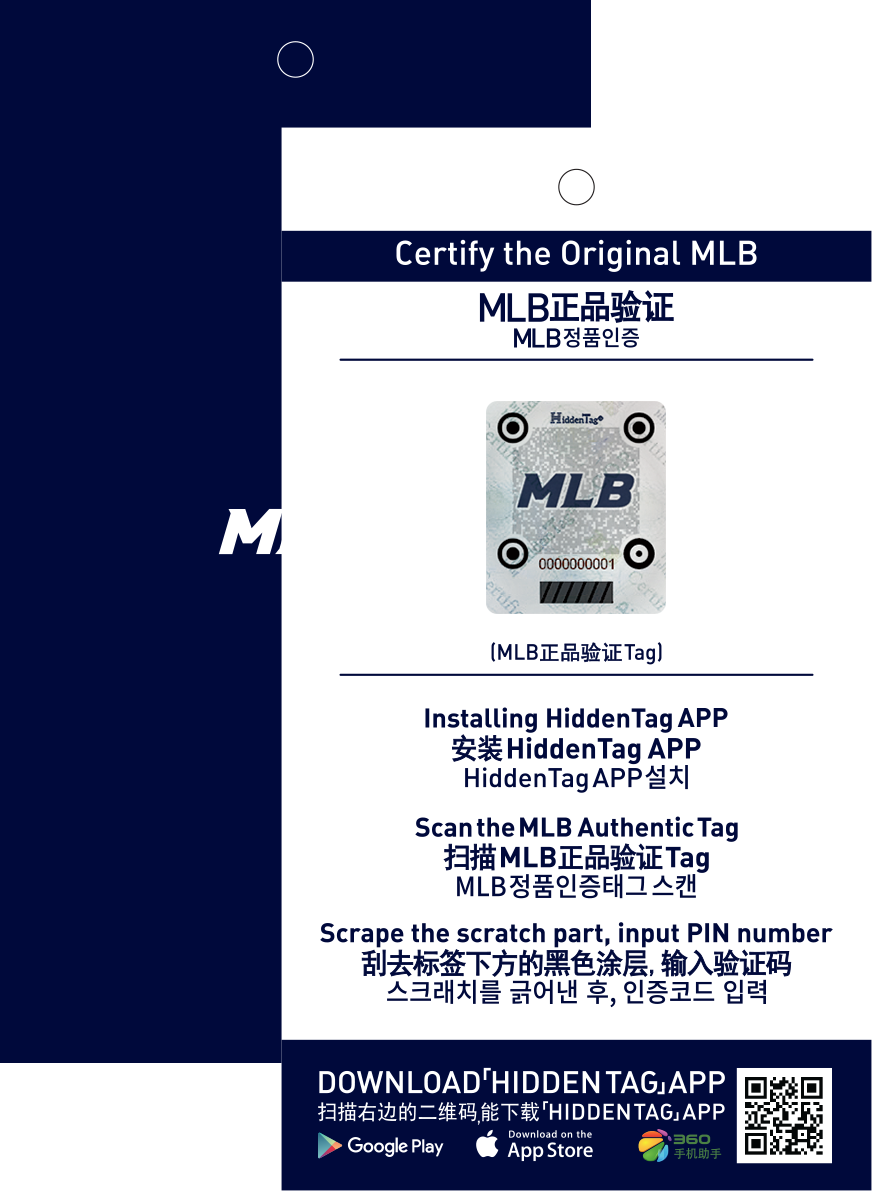 Certify the Original MLB
MLB正品验证
MLB정품인증
HiddenTag
MLB
0000000001
(MLB正品验证Tag)
Installing HiddenTag APP
安装HiddenTag APP
HiddenTag APP설치
Scan the MLB Authentic Tag
扫描MLB正品验证Tag
MLB정품인증태그 스캔
Scrape the scratch part, input PIN number
刮去标签下方的黑色涂层, 输入验证码
스크래치를 긁어낸 후, 인증코드 입력
DOWNLOAD「HIDDEN TAG」APP
扫描右边的二维码,能下载「HIDDEN TAG」APP
Google Play
Download on the
App Store
360
手机助手